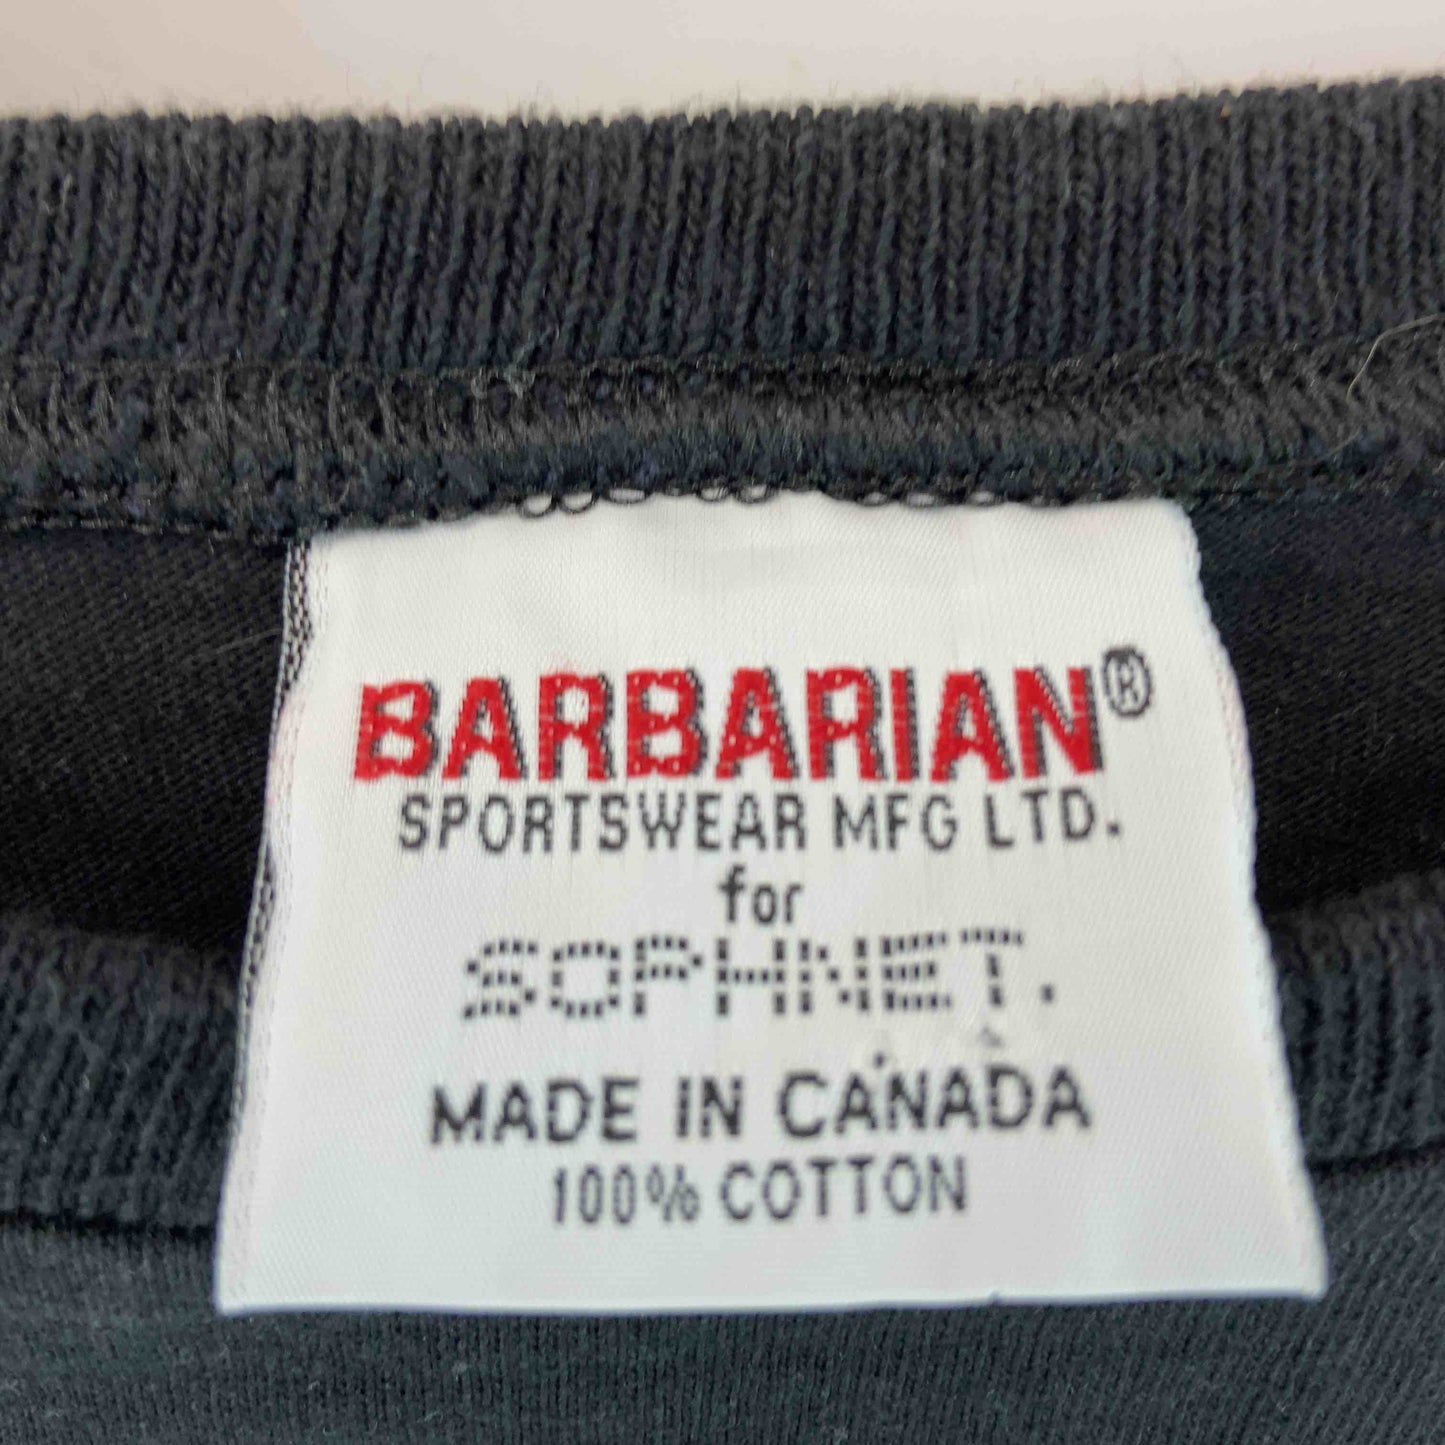 BARBARIAN®
SPORTSWEAR MFG LTD.
for
SOPHNET.
MADE IN CANADA
100% COTTON